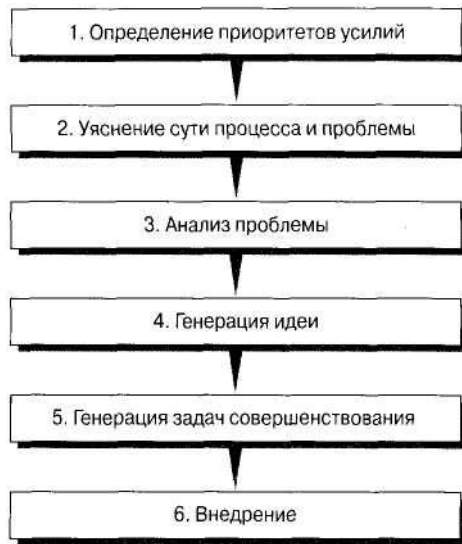 1. Определение приоритетов усилий
2. Уяснение сути процесса и проблемы
3. Анализ проблемы
4. Генерация идеи
5. Генерация задач совершенствования
6. Внедрение